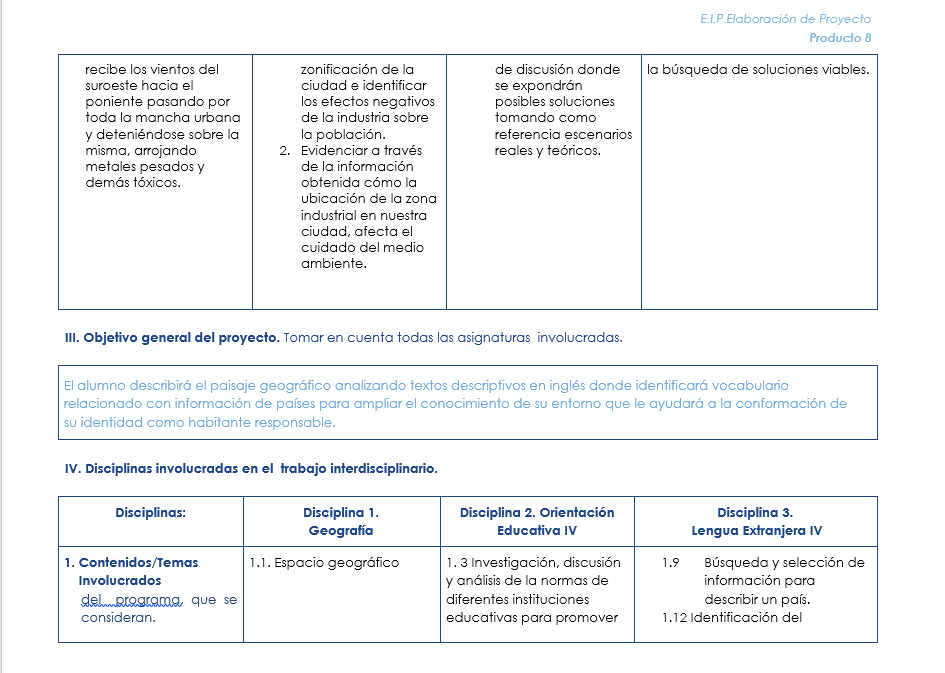 E.I.P.Elaboración de Proyecto
Producto 8
recibe los vientos del
suroeste hacia el
poniente pasando por
toda la mancha urbana
y deteniéndose sobre la
misma, arrojando
metales pesados y
demás tóxicos.
zonificación de la
ciudad e identificar
los efectos negativos
de la industria sobre
la población.
2. Evidenciar a través
de la información
obtenida cómo la
ubicación de la zona
industrial en nuestra
ciudad, afecta el
cuidado del medio
ambiente.
de discusión donde
se expondrán
posibles soluciones
tomando como
referencia escenarios
reales y teóricos.
la búsqueda de soluciones viables.
III. Objetivo general del proyecto. Tomar en cuenta todas las asignaturas  involucradas.
El alumno describirá el paisaje geográfico analizando textos descriptivos en inglés donde identificará vocabulario
relacionado con información de países para ampliar el conocimiento de su entorno que le ayudará a la conformación de
su identidad como habitante responsable.
IV. Disciplinas involucradas en el  trabajo interdisciplinario.
Disciplinas:
Disciplina 1.
Geografía
Disciplina 2. Orientación
Educativa IV
Disciplina 3.
Lengua Extranjera IV
1. Contenidos/Temas
Involucrados
del programa, que se
consideran.
1.1. Espacio geográfico
1. 3 Investigación, discusión
y análisis de la normas de
diferentes instituciones
educativas para promover
1.9 Búsqueda y selección de
información para
describir un país.
1.12 Identificación del